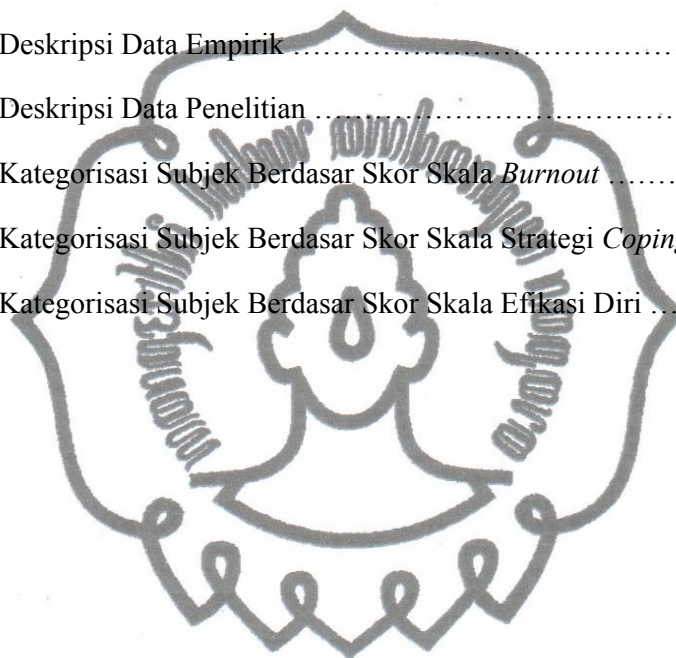 Deskripsi Data Empirik ……………………………………
Deskripsi Data Penelitian …………………………………
Kategorisasi Subjek Berdasar Skor Skala Burnout ……..
Kategorisasi Subjek Berdasar Skor Skala Strategi Coping
Kategorisasi Subjek Berdasar Skor Skala Efikasi Diri …